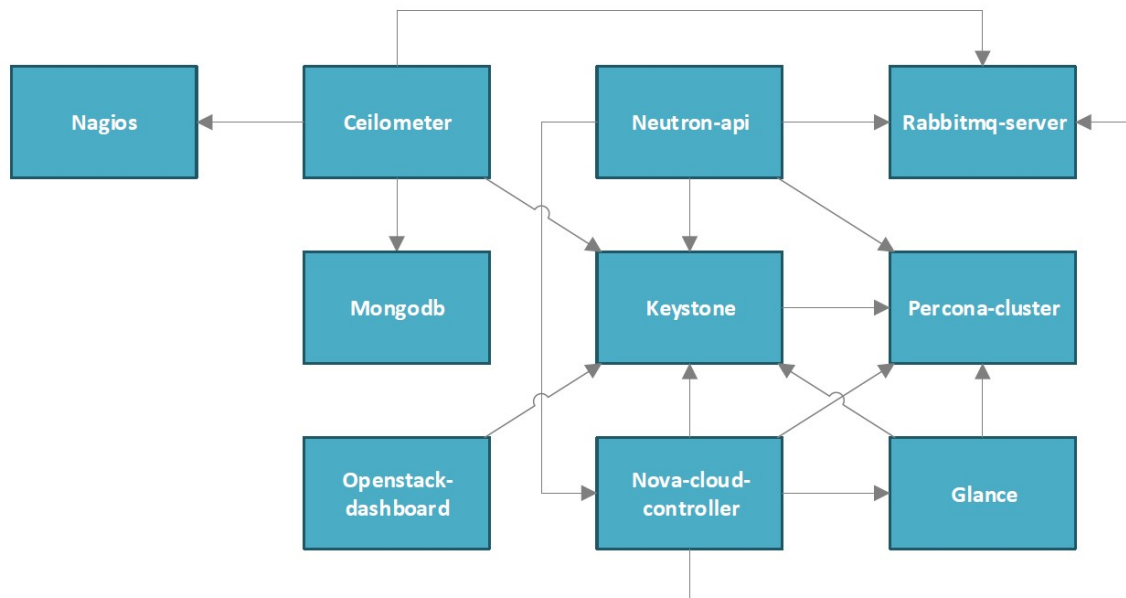 Nagios
Ceilometer
Neutron-api
Rabbitmq-server
Mongodb
Keystone
Percona-cluster
Openstack-
dashboard
Nova-cloud-
controller
Glance